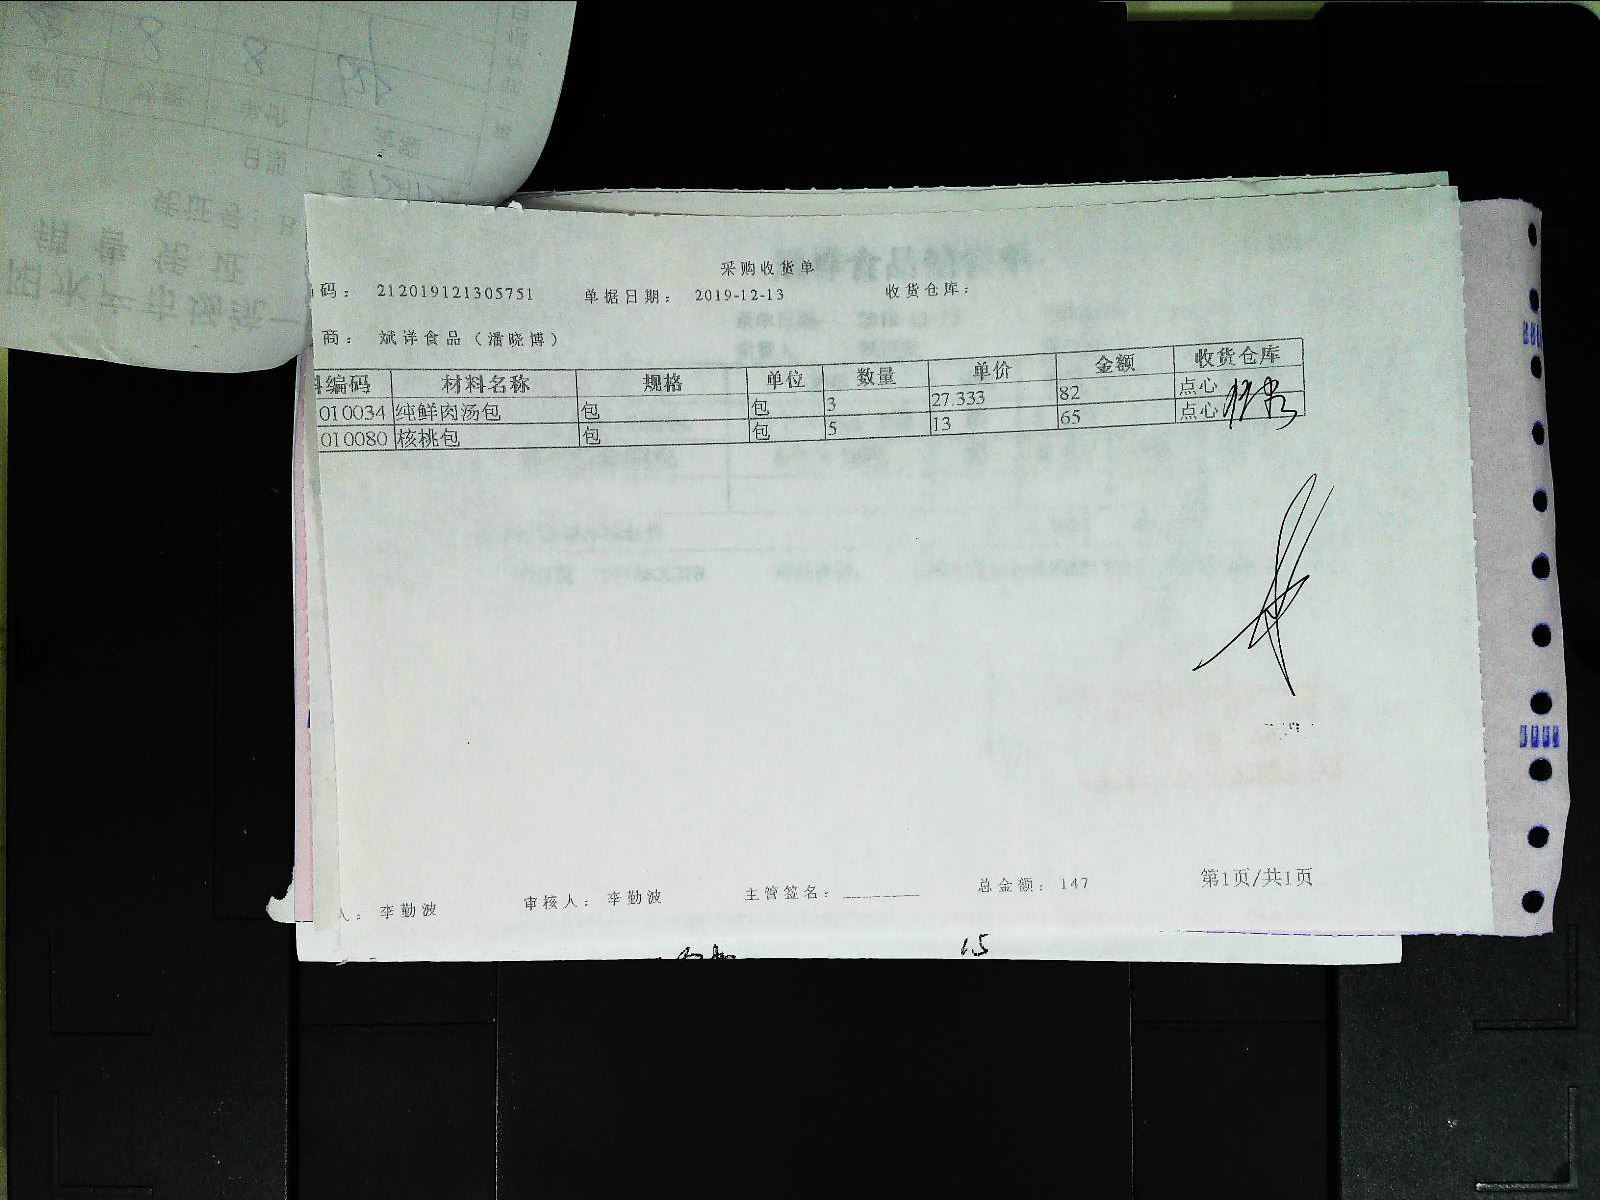 采购收货单
码： 212019121305751 单据日期： 2019-12-13 收货仓库：
商： 斌详食品（潘晓博）
编码 材料名称 规格 单位 数量 单价 金额 收货仓库
010034 纯鲜肉汤包 包 包 3 27.333 82 点心
010080 核桃包 包 包 5 13 65 点心
人： 李勤波 审核人： 李勤波 主管签名： 总金额： 147 第1页/共1页
15